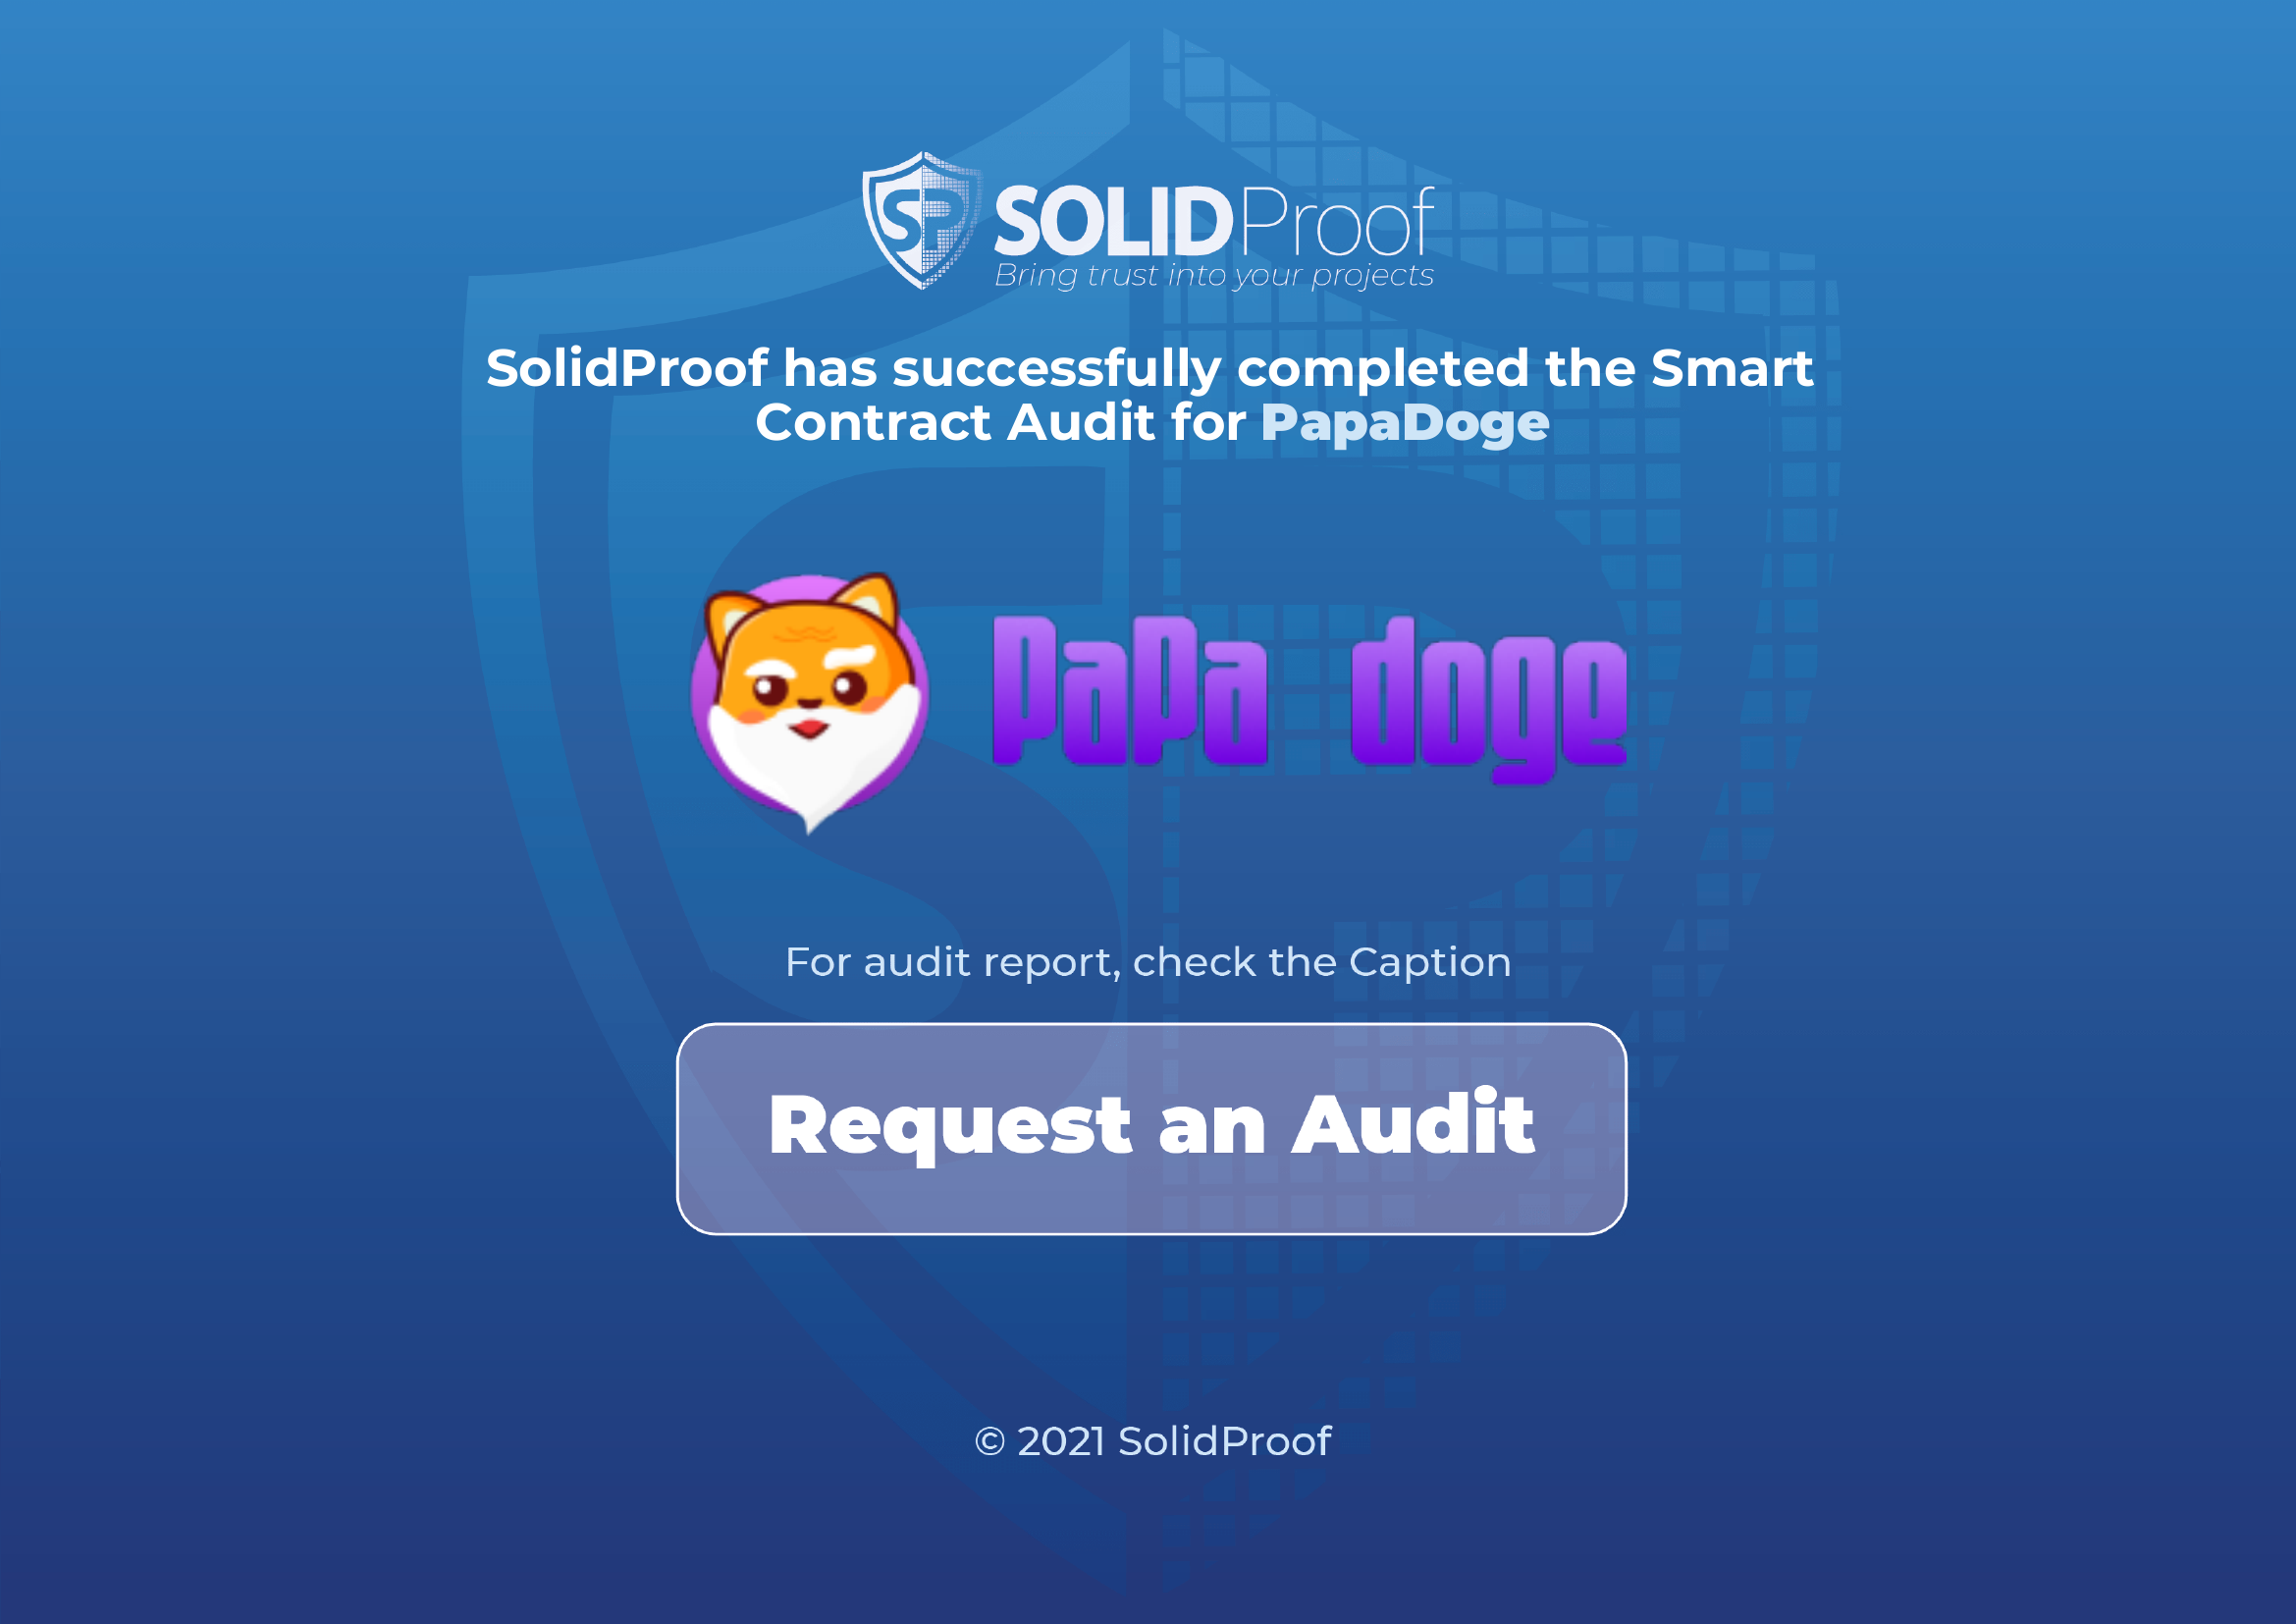 SP SOLIDProof
Bring trust into your projects
SolidProof has successfully completed the Smart
Contract Audit for PapaDoge
PaPa doge
For audit report, check the Caption
Request an Audit
© 2021 SolidProof